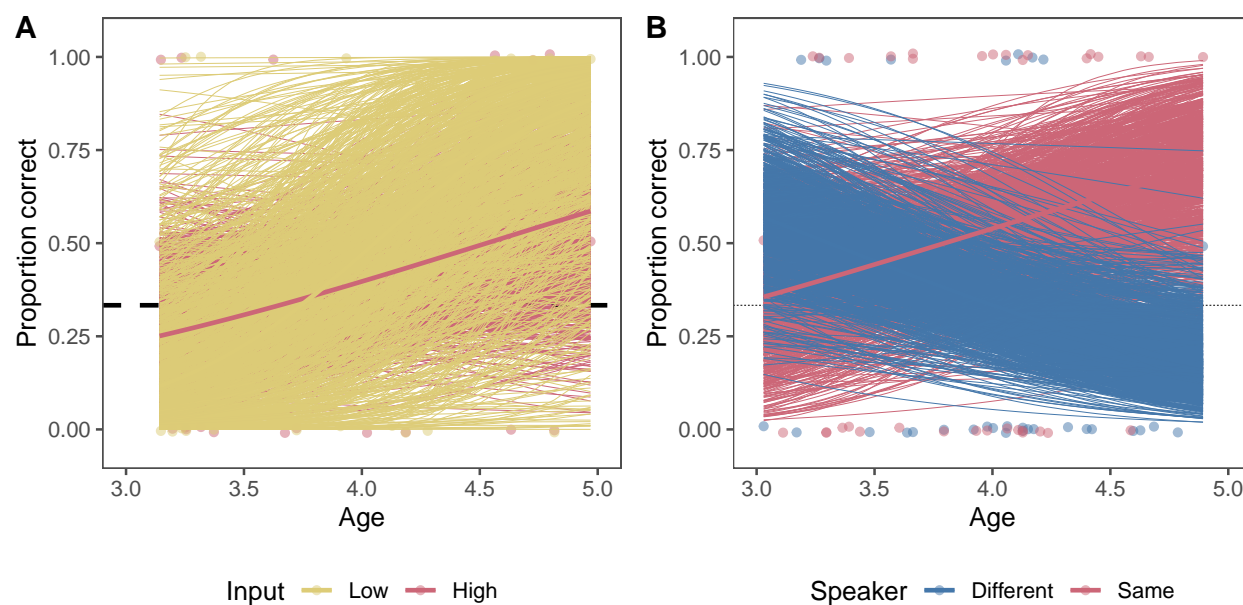 A
B
Proportion correct
1.00
0.75
0.50
0.25
0.00
3.0 3.5 4.0 4.5 5.0
Age
Input Low High
Proportion correct
1.00
0.75
0.50
0.25
0.00
3.0 3.5 4.0 4.5 5.0
Age
Speaker Different Same